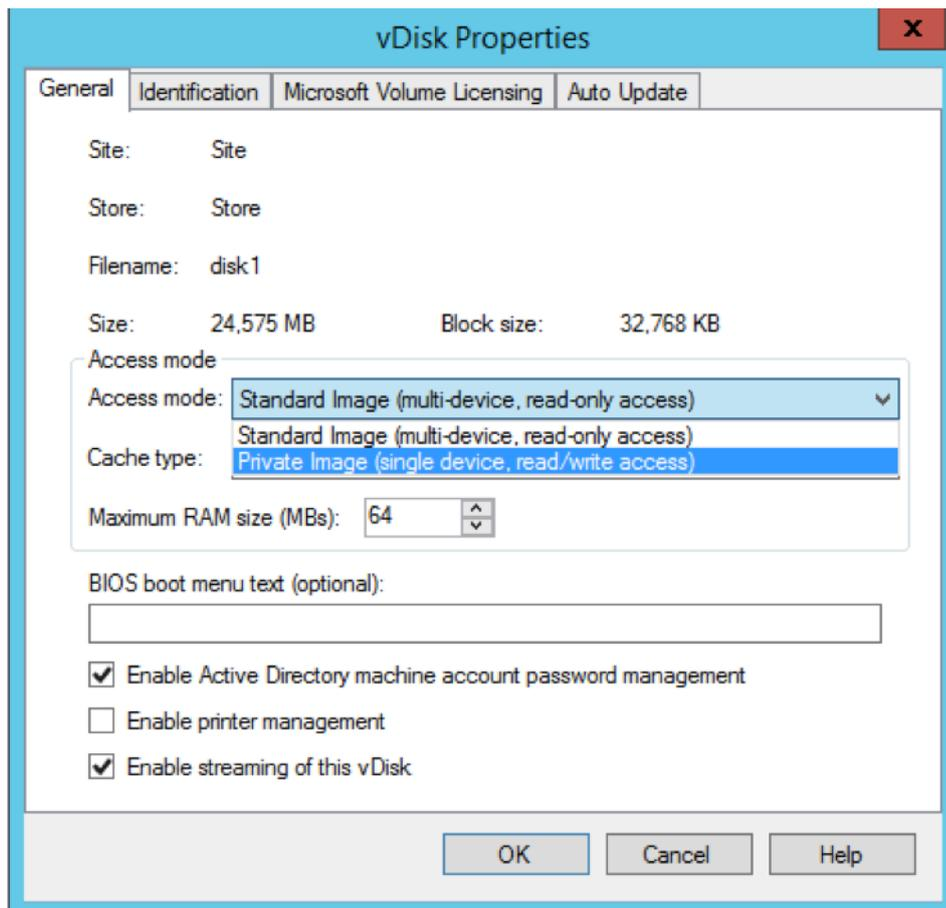 vDisk Properties
x
General Identification Microsoft Volume Licensing Auto Update
Site: Site
Store: Store
Filename: disk1
Size: 24,575 MB Block size: 32,768 KB
Access mode
Access mode: Standard Image (multi-device, read-only access)
Standard Image (multi-device, read-only access)
Cache type: Private Image (single device, read/write access)
Maximum RAM size (MBs): 64
BIOS boot menu text (optional):
Enable Active Directory machine account password management
Enable printer management
Enable streaming of this vDisk
OK Cancel Help